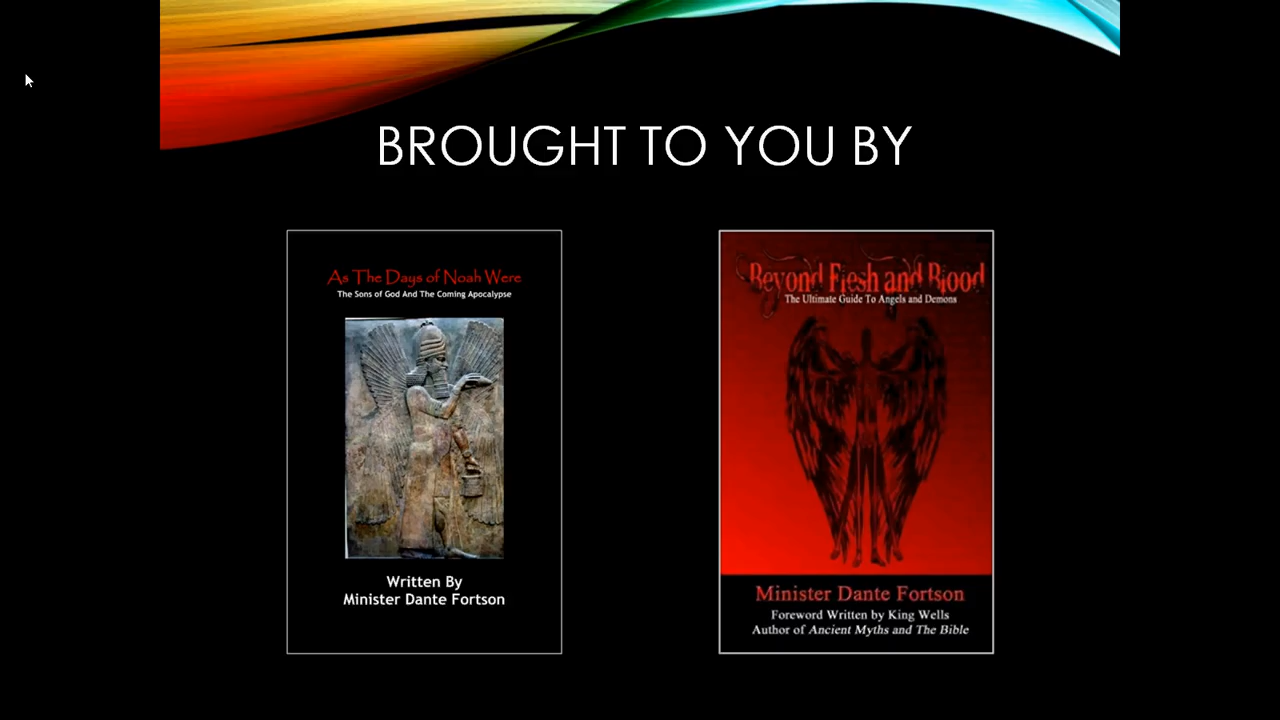 BROUGHT TO YOU BY
As The Days of Noah Were
The Sons of God And The Coming Apocalypse
Written By
Minister Dante Fortson
Beyond Flesh and Blood
The Ultimate Guide To Angels and Demons
Minister Dante Fortson
Foreword Written by King Wells
Author of Ancient Myths and The Bible